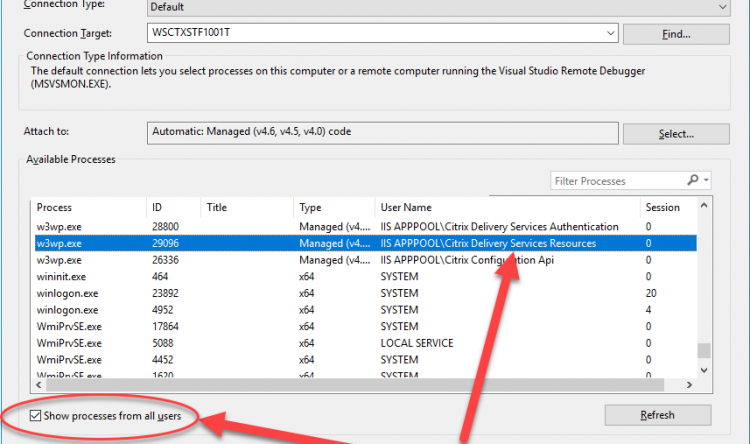 Connection Type: Default
Connection Target: WSCTXSTF1001T Find...
Connection Type Information
The default connection lets you select processes on this computer or a remote computer running the Visual Studio Remote Debugger
(MSVSMON.EXE).
Attach to: Automatic: Managed (v4.6, v4.5, v4.0) code Select...
Available Processes
Filter Processes
Process ID Title Type User Name Session
w3wp.exe 28800 Managed (v4.... IIS APPPOOL\Citrix Delivery Services Authentication 0
w3wp.exe 29096 Managed (v4.... IIS APPPOOL\Citrix Delivery Services Resources 0
w3wp.exe 26336 Managed (v4.... IIS APPPOOL\Citrix Configuration Api 0
wininit.exe 464 x64 SYSTEM 0
winlogon.exe 23892 x64 SYSTEM 20
winlogon.exe 4952 x64 SYSTEM 4
WmiPrvSE.exe 17864 x64 SYSTEM 0
WmiPrvSE.exe 5088 x64 LOCAL SERVICE 0
WmiPrvSE.exe 4452 x64 SYSTEM 0
WmiPrvSE.exe 1620 x64 SYSTEM 0
Show processes from all users Refresh